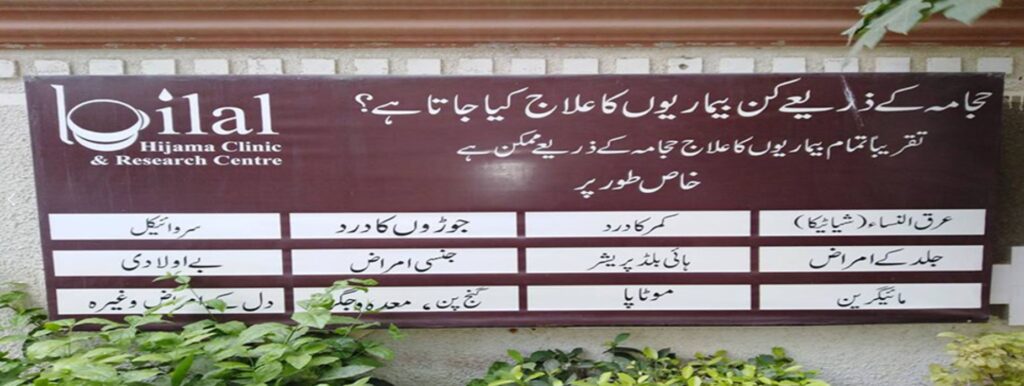 bilal
Hijama Clinic
& Research Centre
حجامہ کے ذریعے کن بیماریوں کا علاج کیا جاتا ہے؟
تقریباً تمام بیماریوں کا علاج حجامہ کے ذریعے ممکن ہے
خاص طور پر
عرق النساء (شیاٹیکا) کمر کا درد جوڑوں کا درد سروائیکل
جلد کے امراض ہائی بلڈ پریشر جنسی امراض بے اولادی
مائیگرین موٹاپا گنج پن، معدہ و جگر دل کے امراض وغیرہ